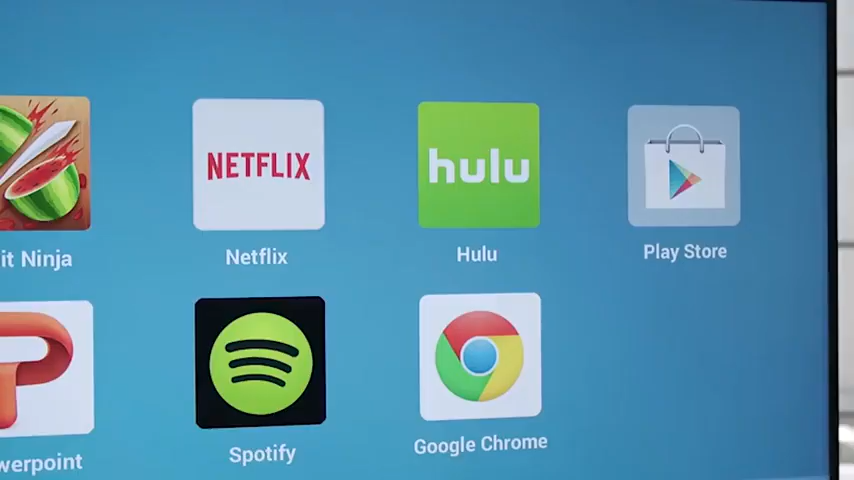 NETFLIX
hulu
it Ninja
Netflix
Hulu
Play Store
werpoint
Spotify
Google Chrome